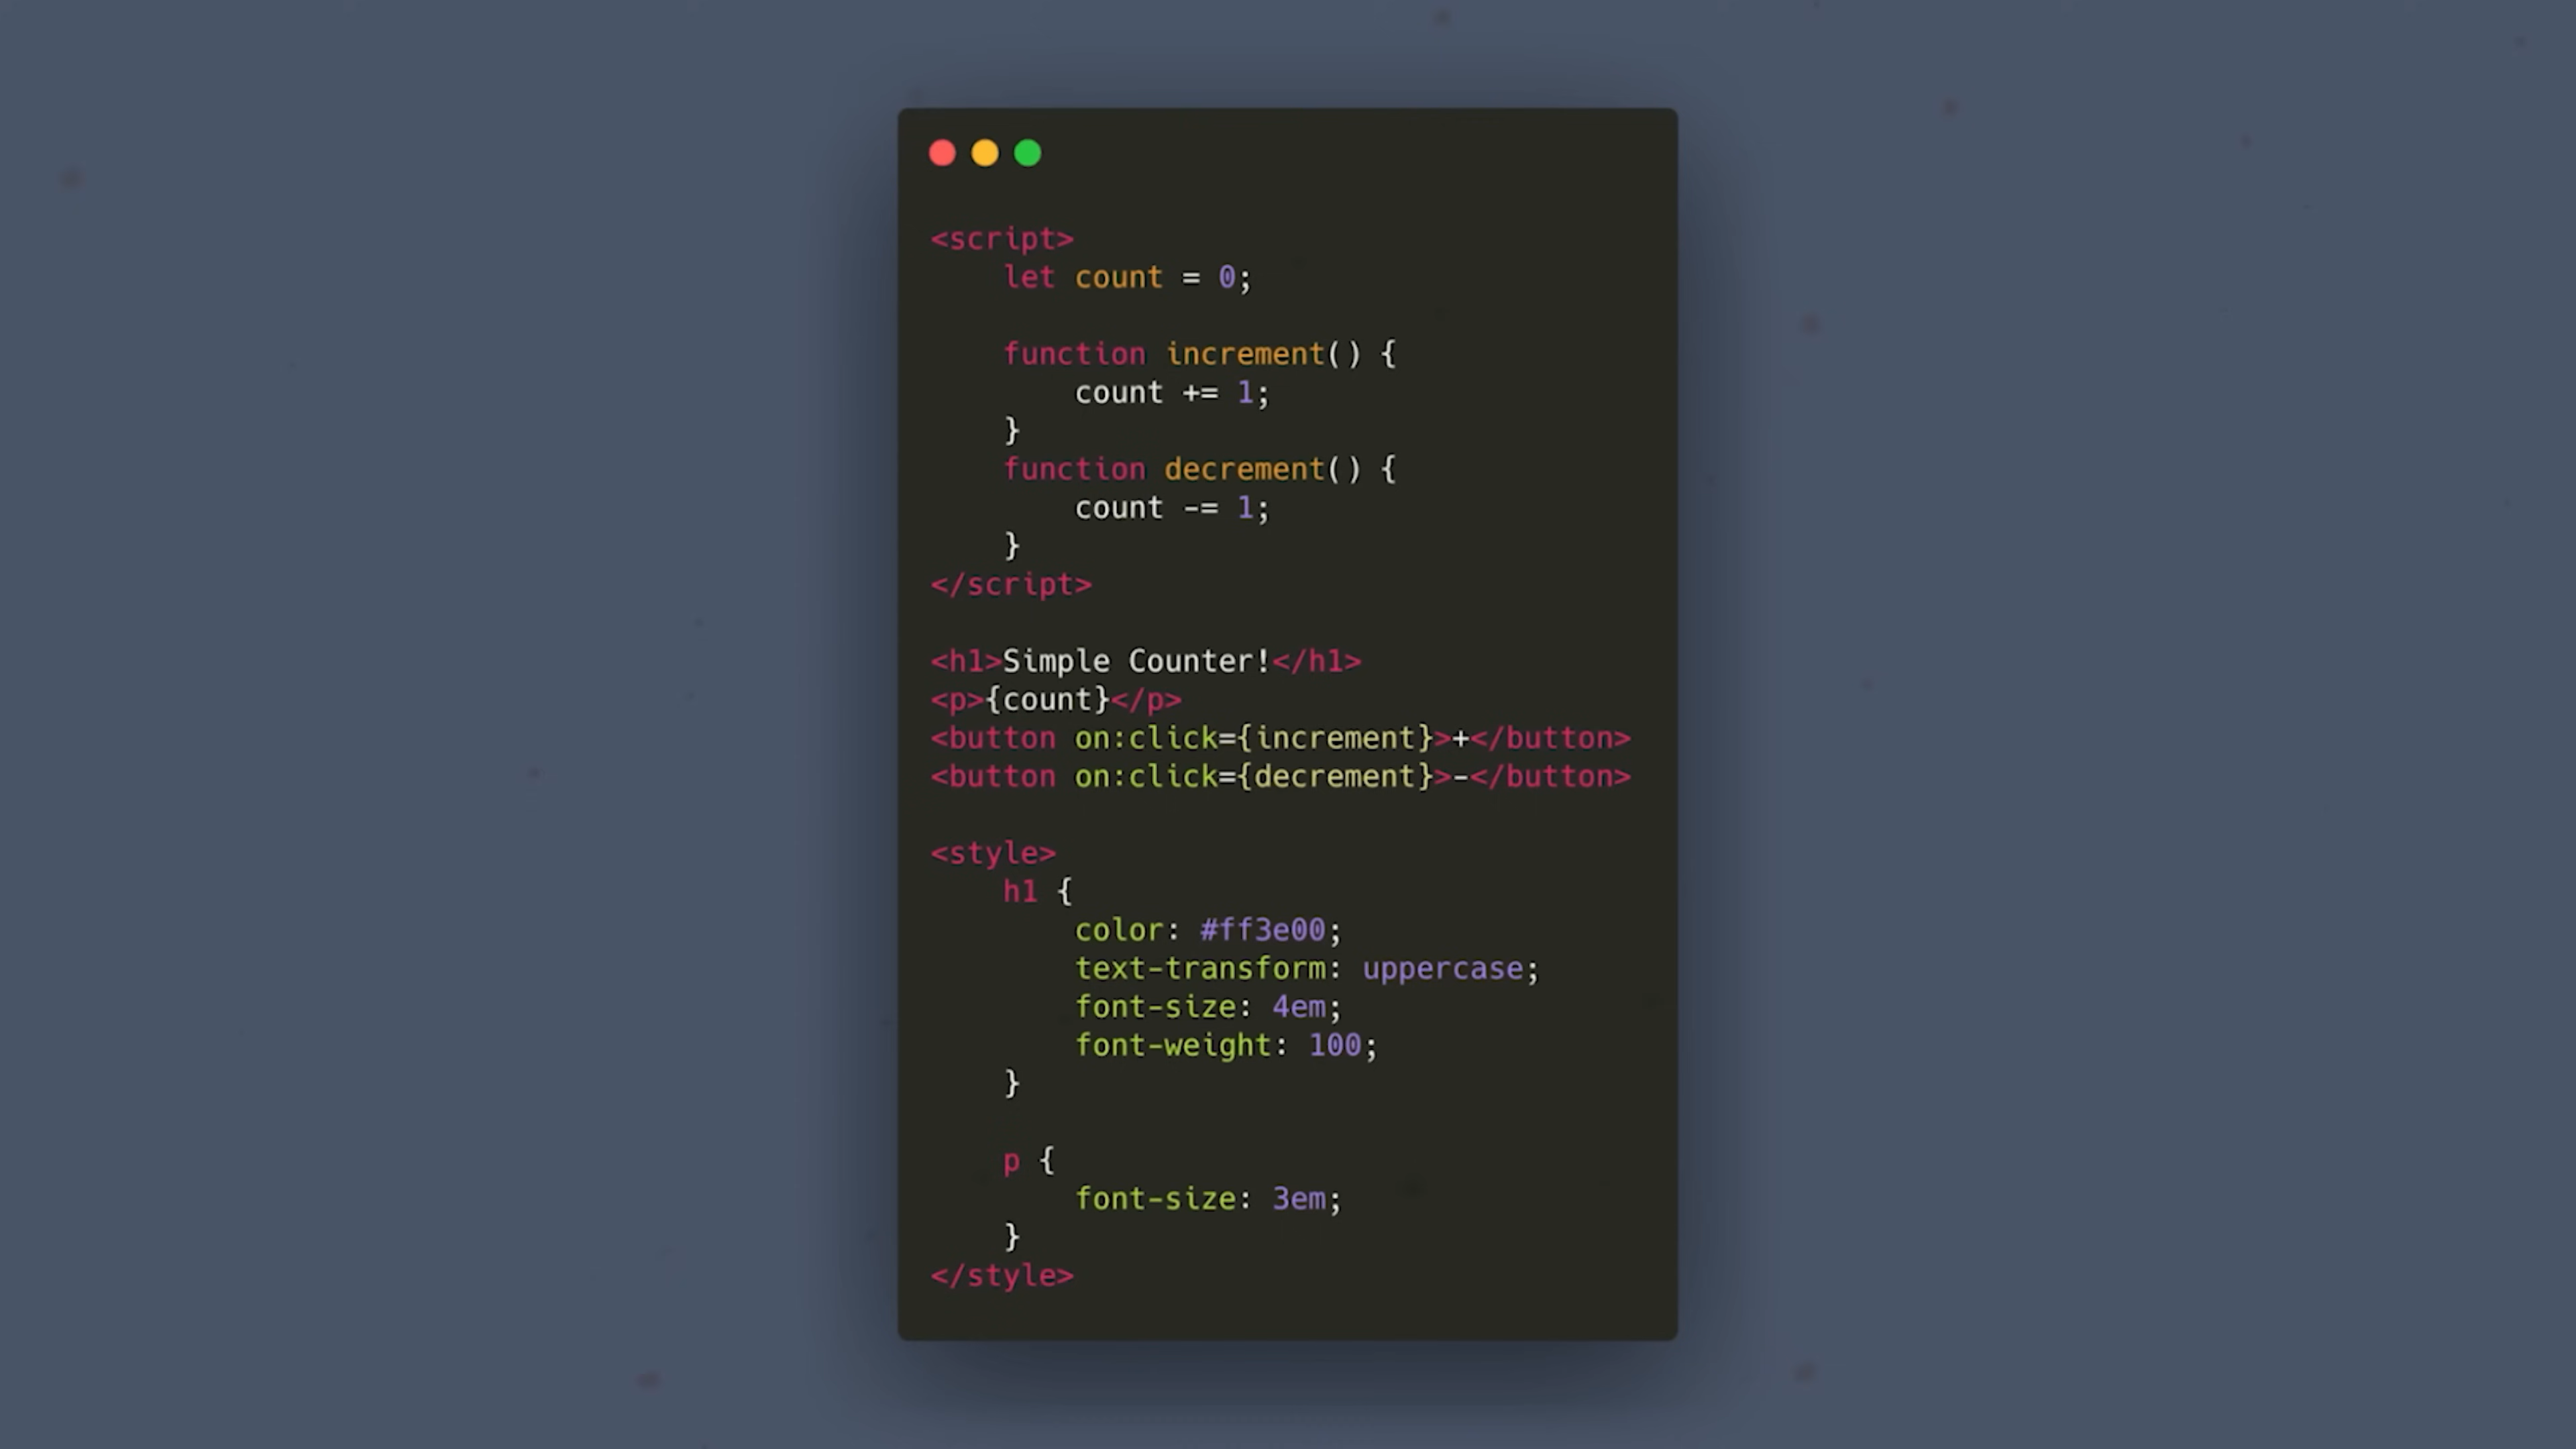 <script>
    let count = 0;

    function increment() {
        count += 1;
    }
    function decrement() {
        count -= 1;
    }
</script>

<h1>Simple Counter!</h1>
<p>{count}</p>
<button on:click={increment}>+</button>
<button on:click={decrement}>-</button>

<style>
    h1 {
        color: #ff3e00;
        text-transform: uppercase;
        font-size: 4em;
        font-weight: 100;
    }

    p {
        font-size: 3em;
    }
</style>